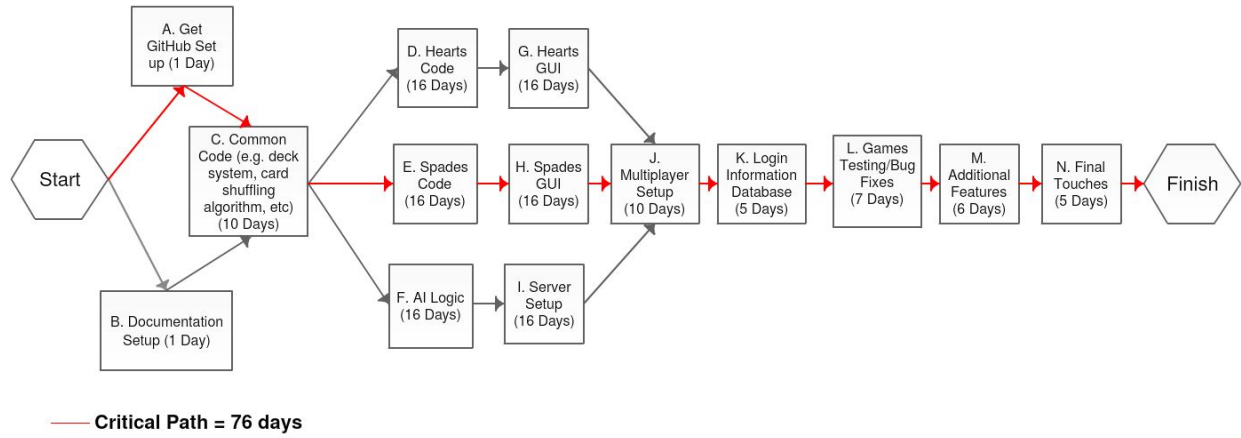 A. Get
GitHub Set
up (1 Day)
D. Hearts
Code
(16 Days)
G. Hearts
GUI
(16 Days)
Start
C. Common
Code (e.g. deck
system, card
shuffling
algorithm, etc)
(10 Days)
E. Spades
Code
(16 Days)
H. Spades
GUI
(16 Days)
J.
Multiplayer
Setup
(10 Days)
K. Login
Information
Database
(5 Days)
L. Games
Testing/Bug
Fixes
(7 Days)
M.
Additional
Features
(6 Days)
N. Final
Touches
(5 Days)
Finish
B. Documentation
Setup (1 Day)
F. AI Logic
(16 Days)
I. Server
Setup
(16 Days)
Critical Path = 76 days